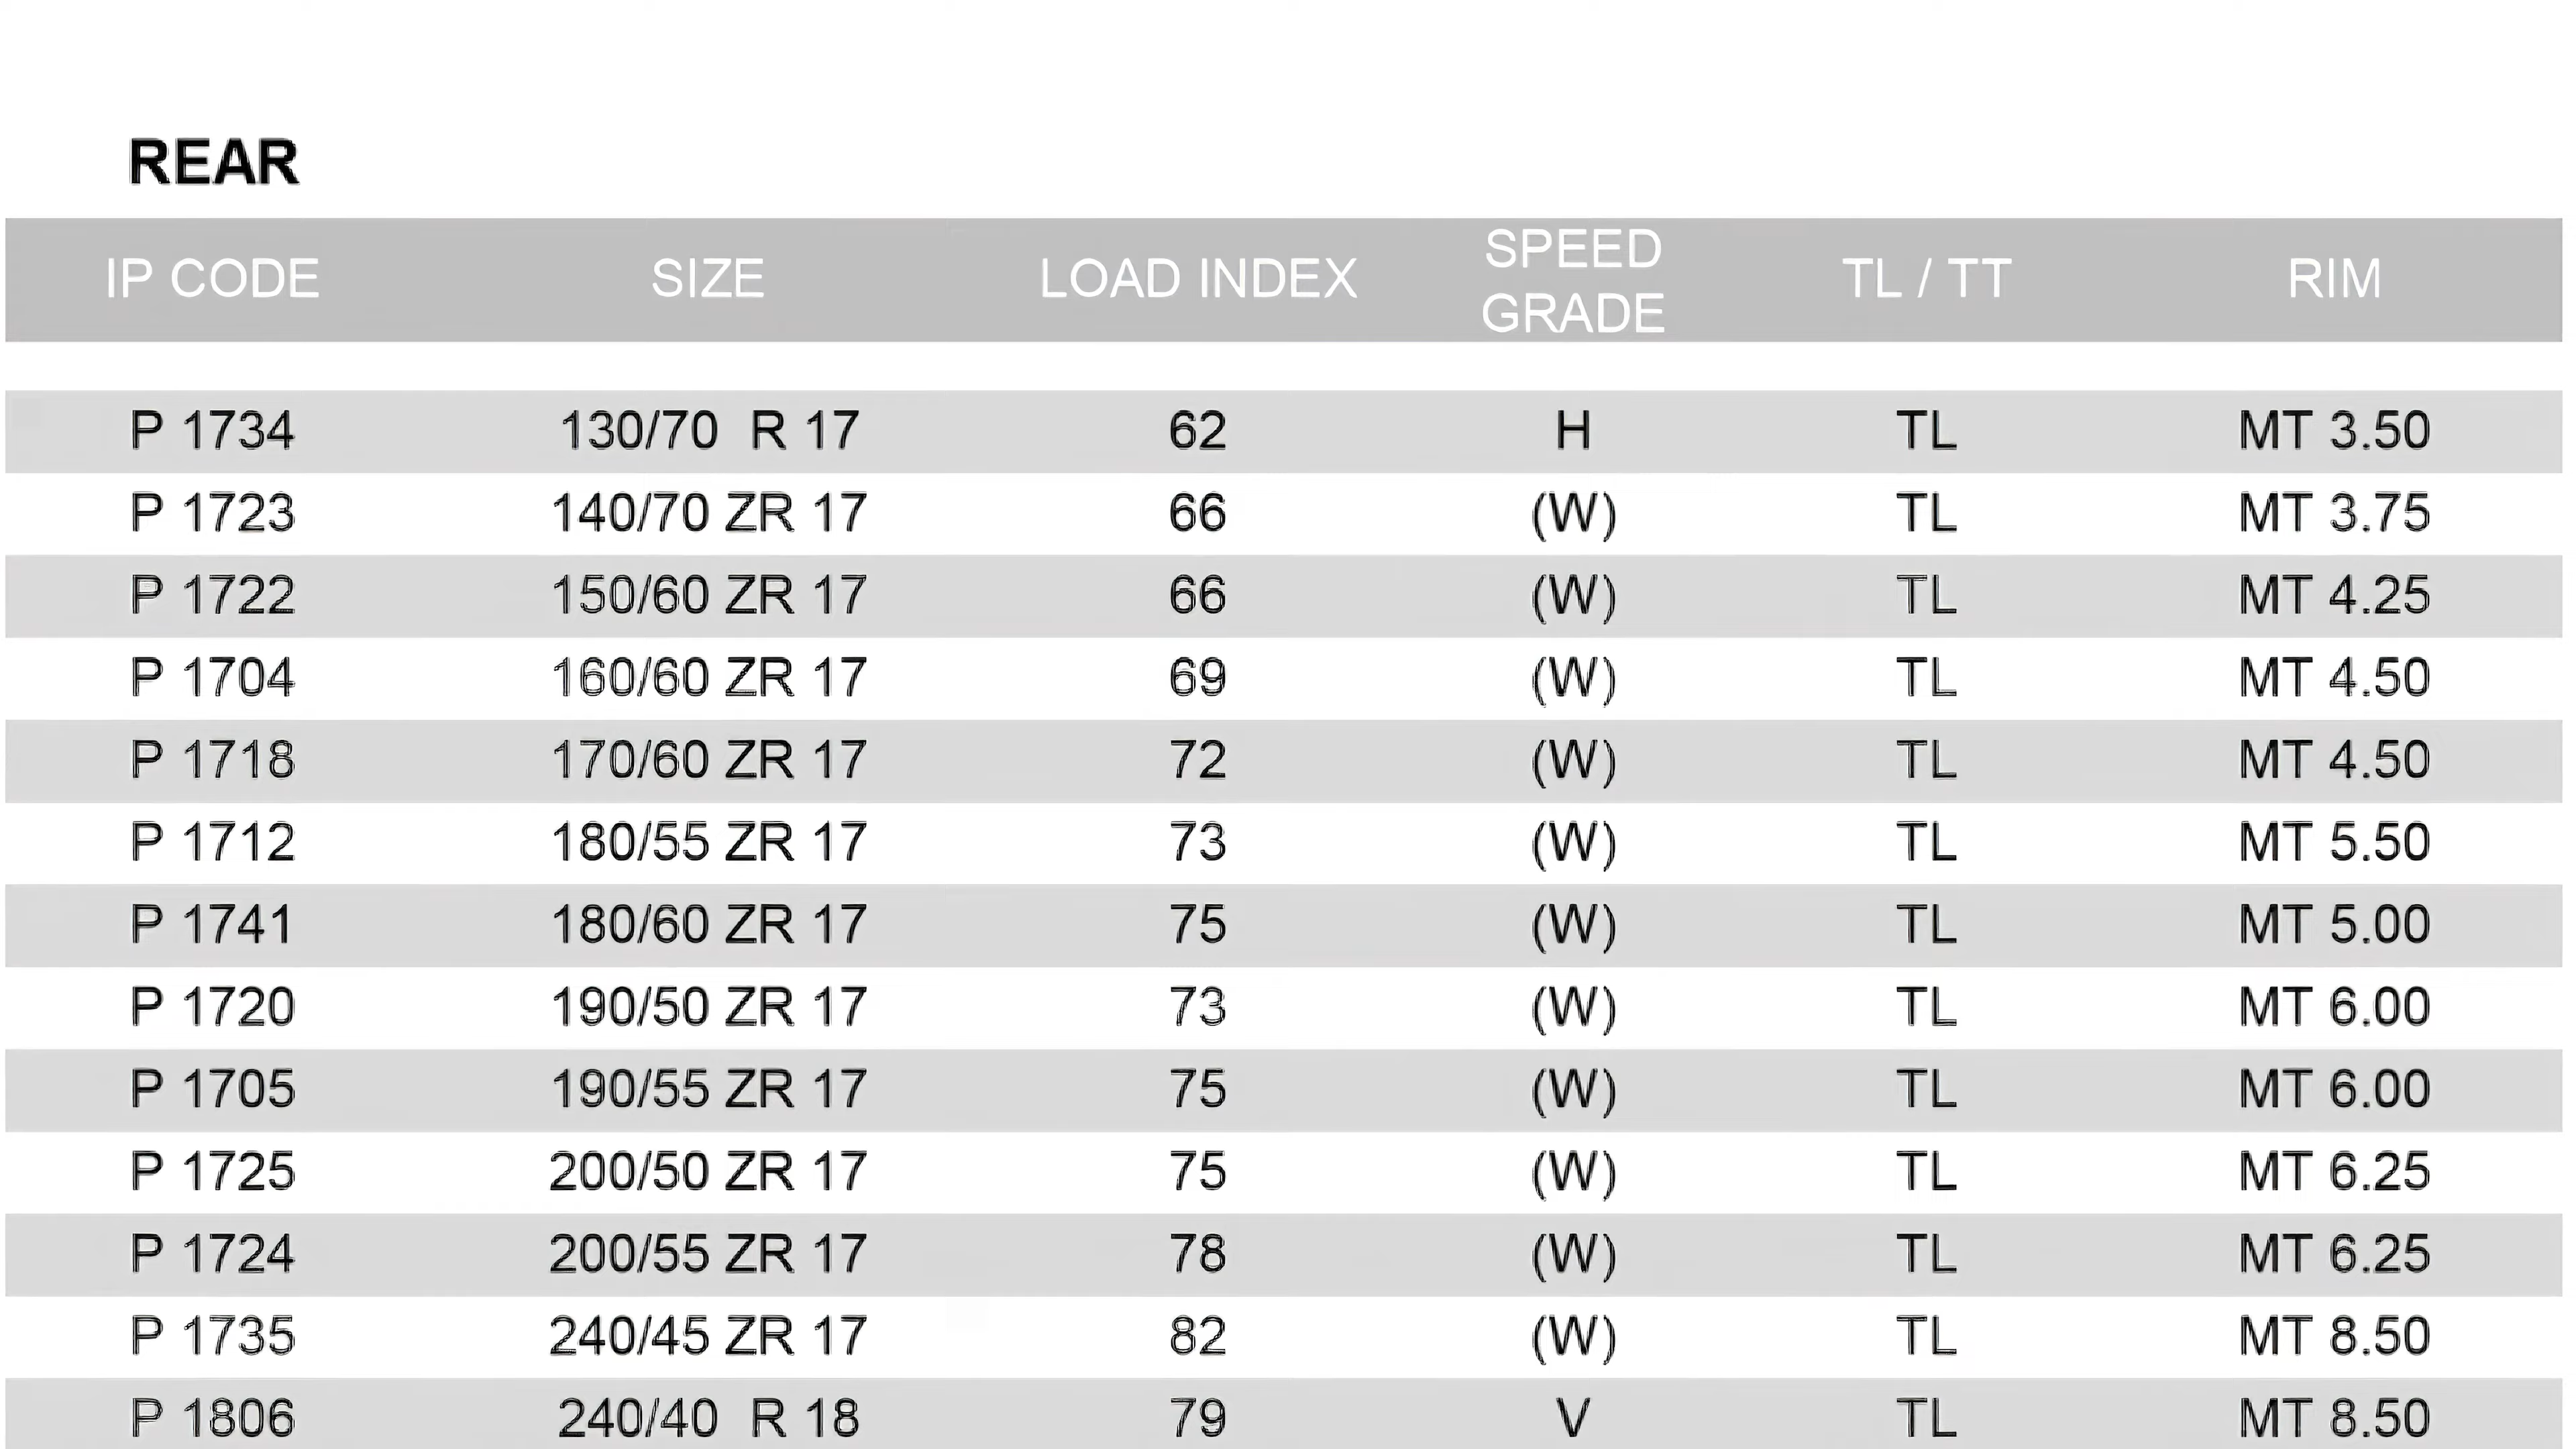 REAR
IP CODE SIZE LOAD INDEX SPEED GRADE TL / TT RIM
P 1734 130/70 R 17 62 H TL MT 3.50
P 1723 140/70 ZR 17 66 (W) TL MT 3.75
P 1722 150/60 ZR 17 66 (W) TL MT 4.25
P 1704 160/60 ZR 17 69 (W) TL MT 4.50
P 1718 170/60 ZR 17 72 (W) TL MT 4.50
P 1712 180/55 ZR 17 73 (W) TL MT 5.50
P 1741 180/60 ZR 17 75 (W) TL MT 5.00
P 1720 190/50 ZR 17 73 (W) TL MT 6.00
P 1705 190/55 ZR 17 75 (W) TL MT 6.00
P 1725 200/50 ZR 17 75 (W) TL MT 6.25
P 1724 200/55 ZR 17 78 (W) TL MT 6.25
P 1735 240/45 ZR 17 82 (W) TL MT 8.50
P 1806 240/40 R 18 79 V TL MT 8.50